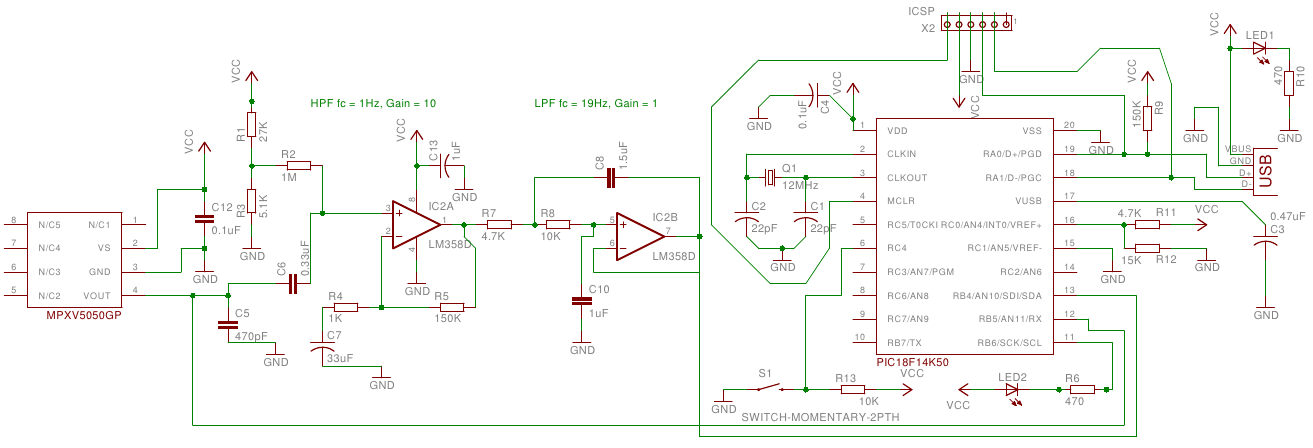 ICSP
X2
1
VCC
LED1
470
R10
GND
VCC
HPF fc = 1Hz, Gain = 10
LPF fc = 19Hz, Gain = 1
VCC
C4
0.1uF
GND
GND
VCC
VCC
150K
R9
GND
VBUS
GND
D+
D-
USB
R1
27K
R2
1M
R3
5.1K
GND
VCC
C12
0.1uF
GND
VCC
C13
1uF
GND
C8
1.5uF
1
VDD
VSS
20
GND
2
CLKIN
RA0/D+/PGD
19
3
CLKOUT
RA1/D-/PGC
18
4
MCLR
VUSB
17
5
RC5/T0CKI
RC0/AN4/INT0/VREF+
16
6
RC4
RC1/AN5/VREF-
15
7
RC3/AN7/PGM
RC2/AN6
14
8
RC6/AN8
RB4/AN10/SDI/SDA
13
9
RC7/AN9
RB5/AN11/RX
12
10
RB7/TX
RB6/SCK/SCL
11
PIC18F14K50
Q1
12MHz
C2
22pF
C1
22pF
GND
4.7K
R11
VCC
15K
R12
GND
GND
0.47uF
C3
GND
8
N/C5
N/C1
1
7
N/C4
VS
2
6
N/C3
GND
3
5
N/C2
VOUT
4
MPXV5050GP
C6
0.33uF
C5
470pF
GND
3
2
8
4
1
IC2A
LM358D
GND
R4
1K
R5
150K
C7
33uF
GND
R7
4.7K
R8
10K
5
6
7
IC2B
LM358D
C10
1uF
GND
S1
GND
SWITCH-MOMENTARY-2PTH
R13
10K
VCC
VCC
LED2
R6
470